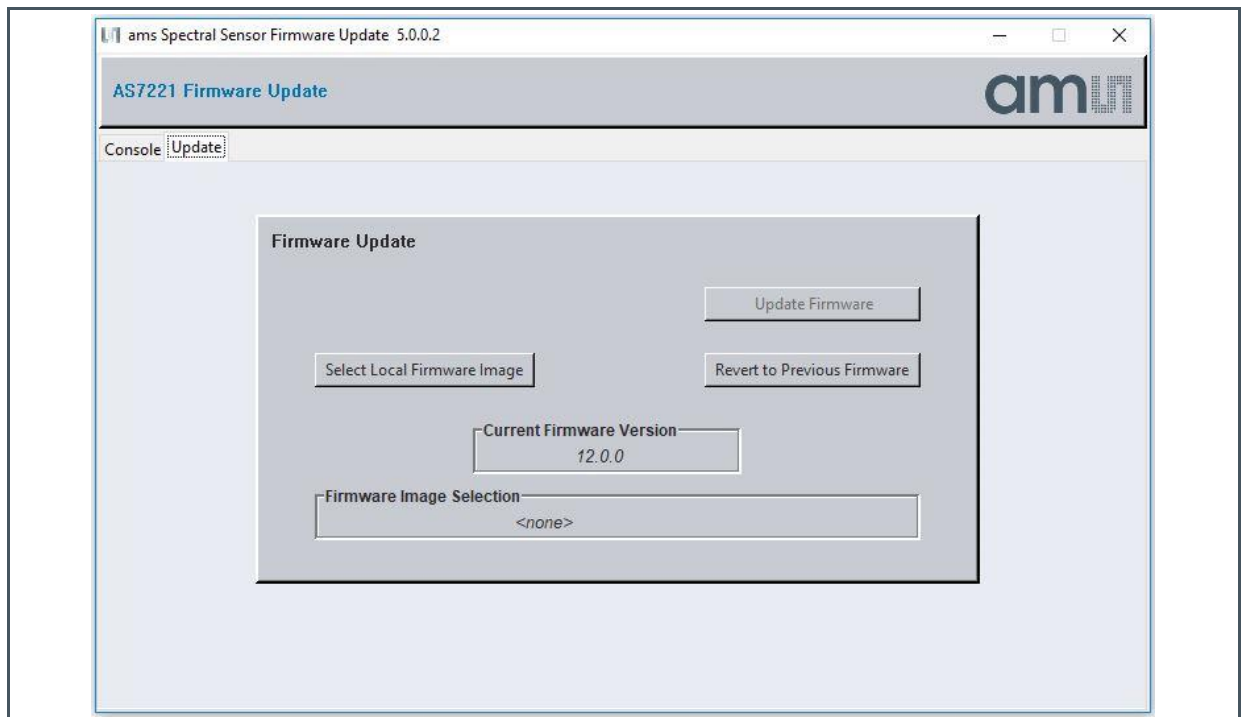 ams Spectral Sensor Firmware Update 5.0.0.2
AS7221 Firmware Update
am
Console Update
Firmware Update
Update Firmware
Select Local Firmware Image Revert to Previous Firmware
Current Firmware Version
12.0.0
Firmware Image Selection
<none>